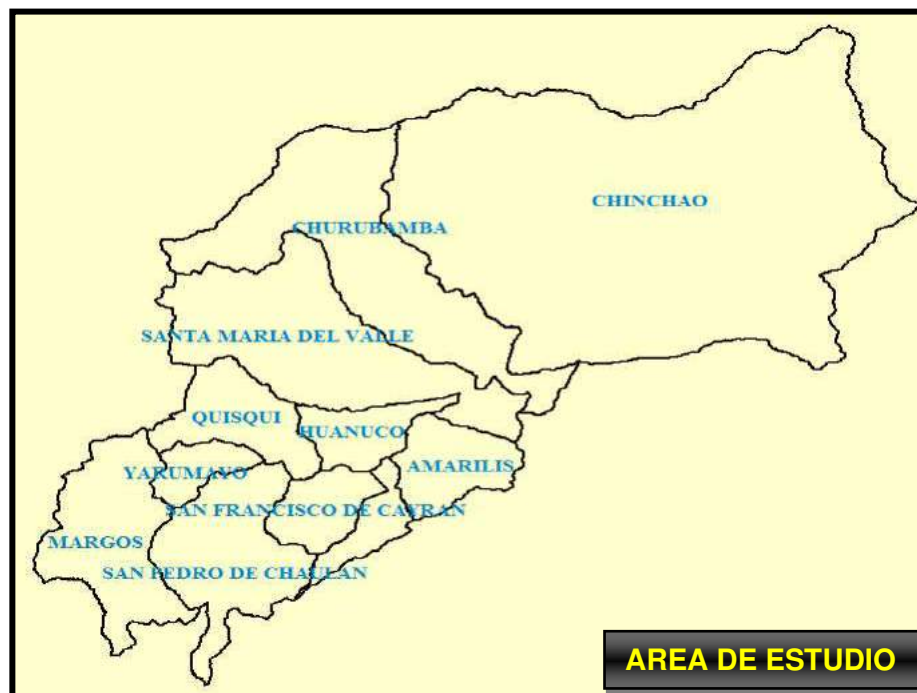 CHINCHAO
CHURUBAMBA
SANTA MARIA DEL VALLE
QUISQUI
HUANUCO
AMARILIS
YARUMAYO
SAN FRANCISCO DE CAYRAN
MARGOS
SAN PEDRO DE CHAULAN
AREA DE ESTUDIO